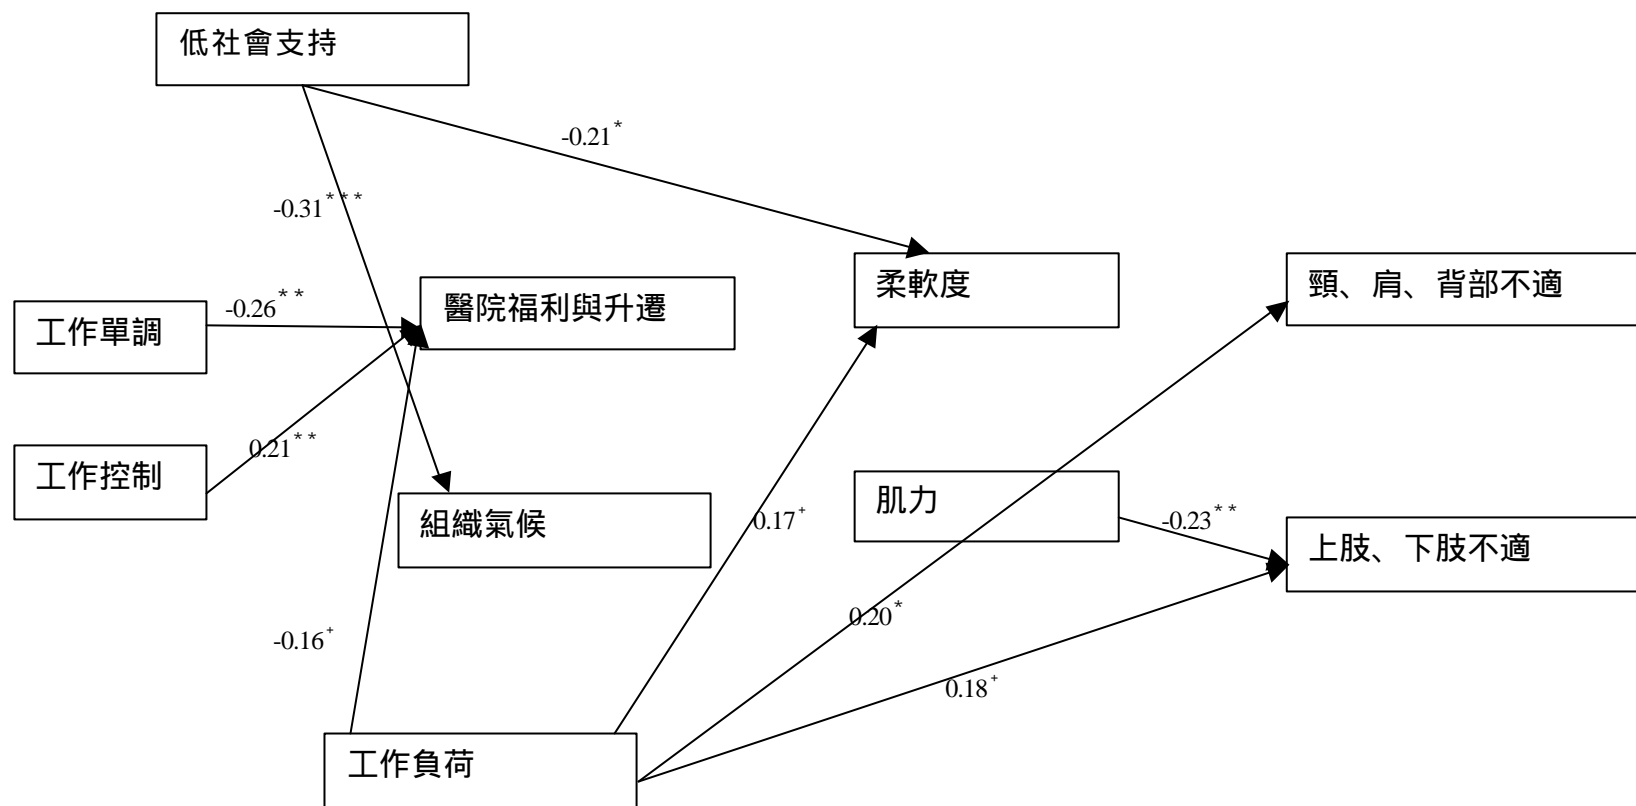 低社會支持
-0.21*
-0.31***
柔軟度
頸、肩、背部不適
醫院福利與升遷
-0.26**
工作單調
0.21**
工作控制
肌力
組織氣候
0.17+
-0.23**
上肢、下肢不適
0.20*
-0.16+
0.18+
工作負荷